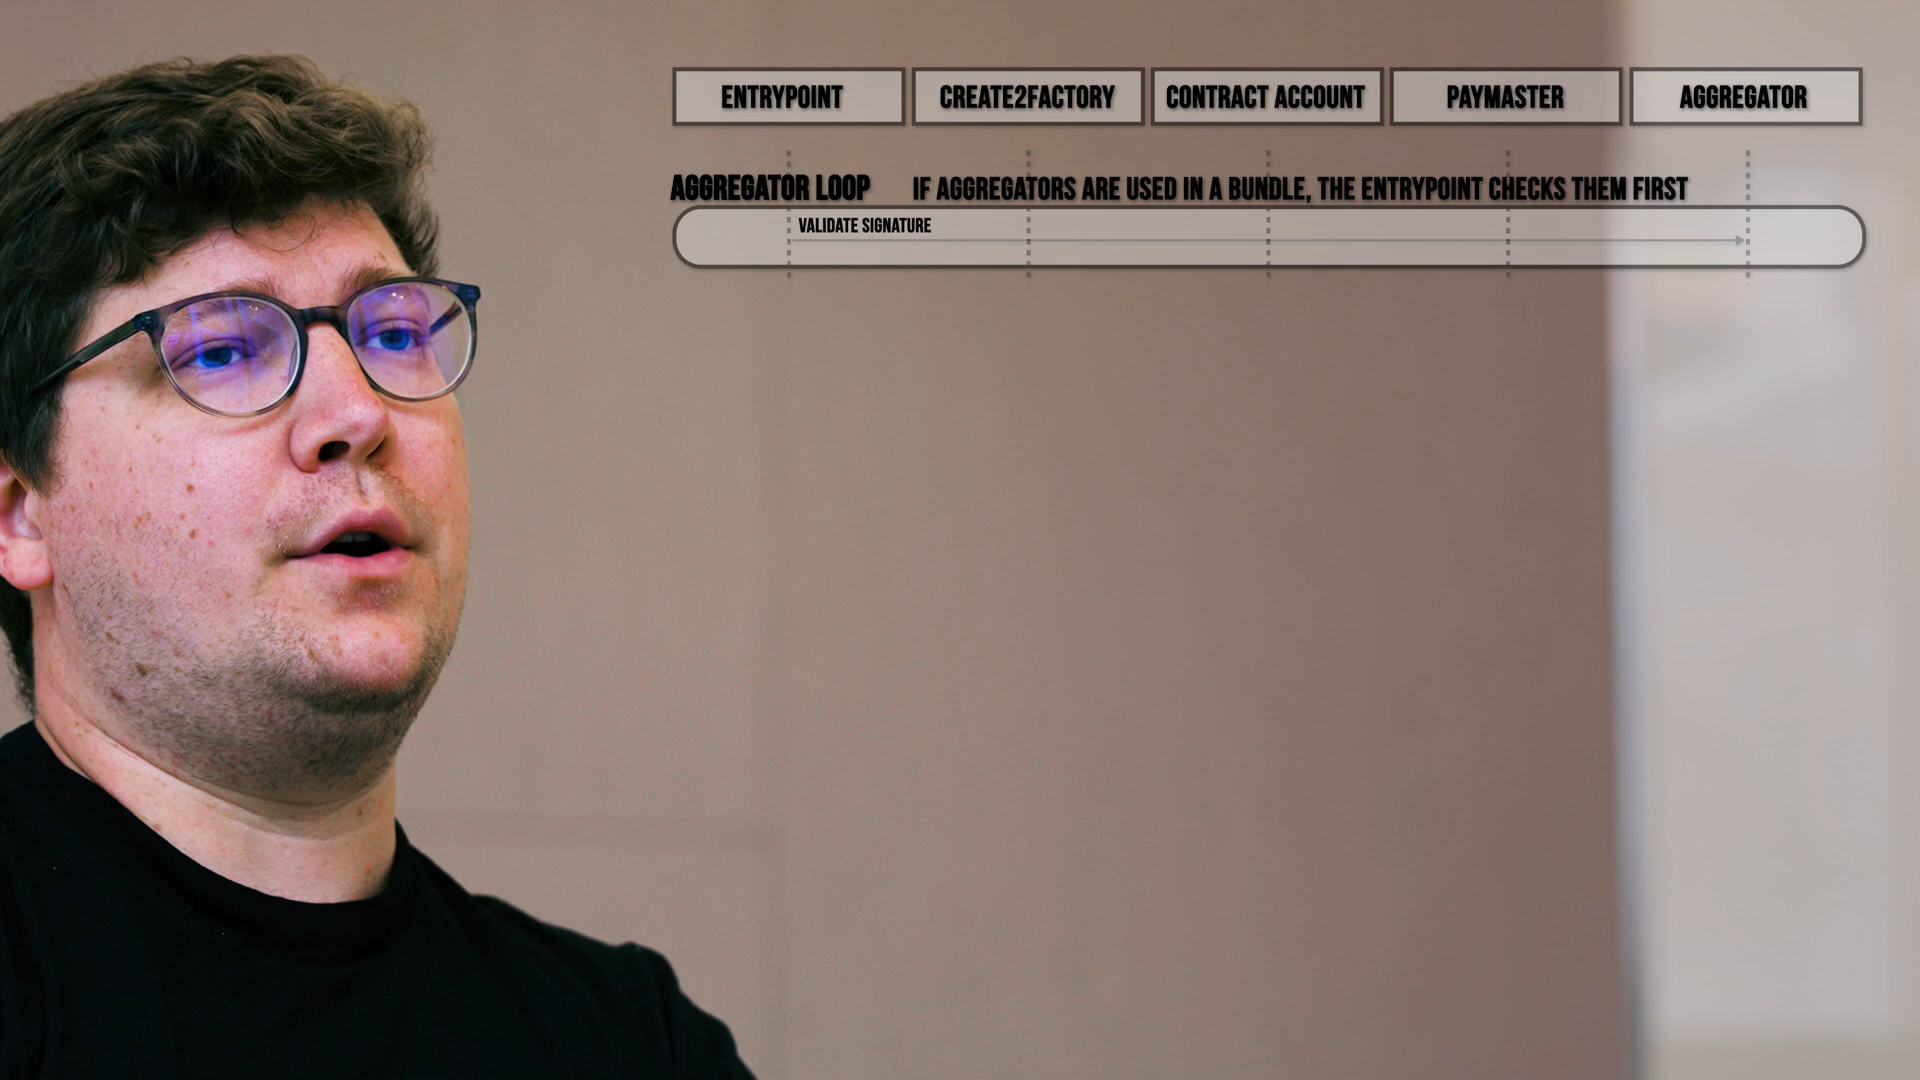 ENTRYPOINT CREATE2FACTORY CONTRACT ACCOUNT PAYMASTER AGGREGATOR
AGGREGATOR LOOP IF AGGREGATORS ARE USED IN A BUNDLE, THE ENTRYPOINT CHECKS THEM FIRST
VALIDATE SIGNATURE